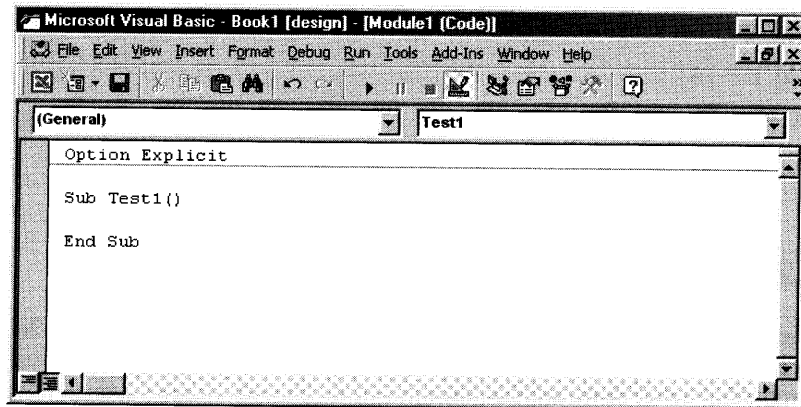 Microsoft Visual Basic - Book1 [design] - [Module1 (Code)]
File Edit View Insert Format Debug Run Tools Add-Ins Window Help
(General) Test1
Option Explicit
Sub Test1()
End Sub